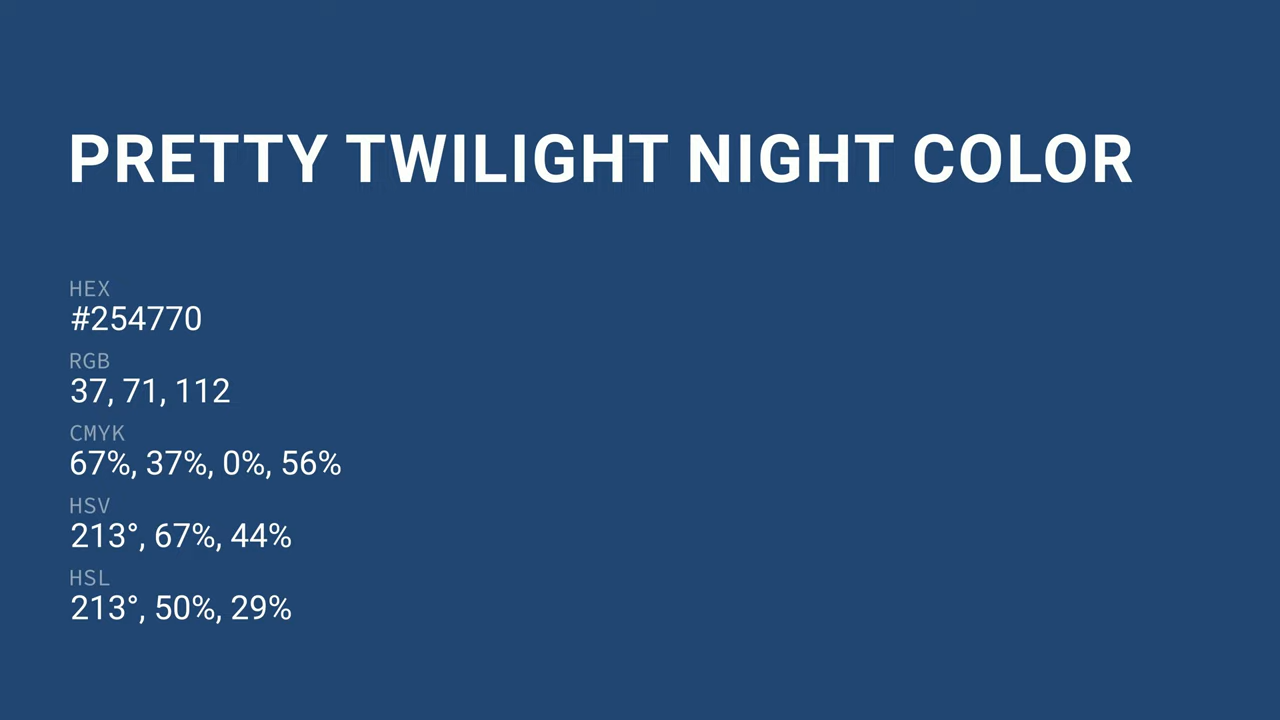 PRETTY TWILIGHT NIGHT COLOR
HEX
#254770
RGB
37, 71, 112
CMYK
67%, 37%, 0%, 56%
HSV
213°, 67%, 44%
HSL
213°, 50%, 29%